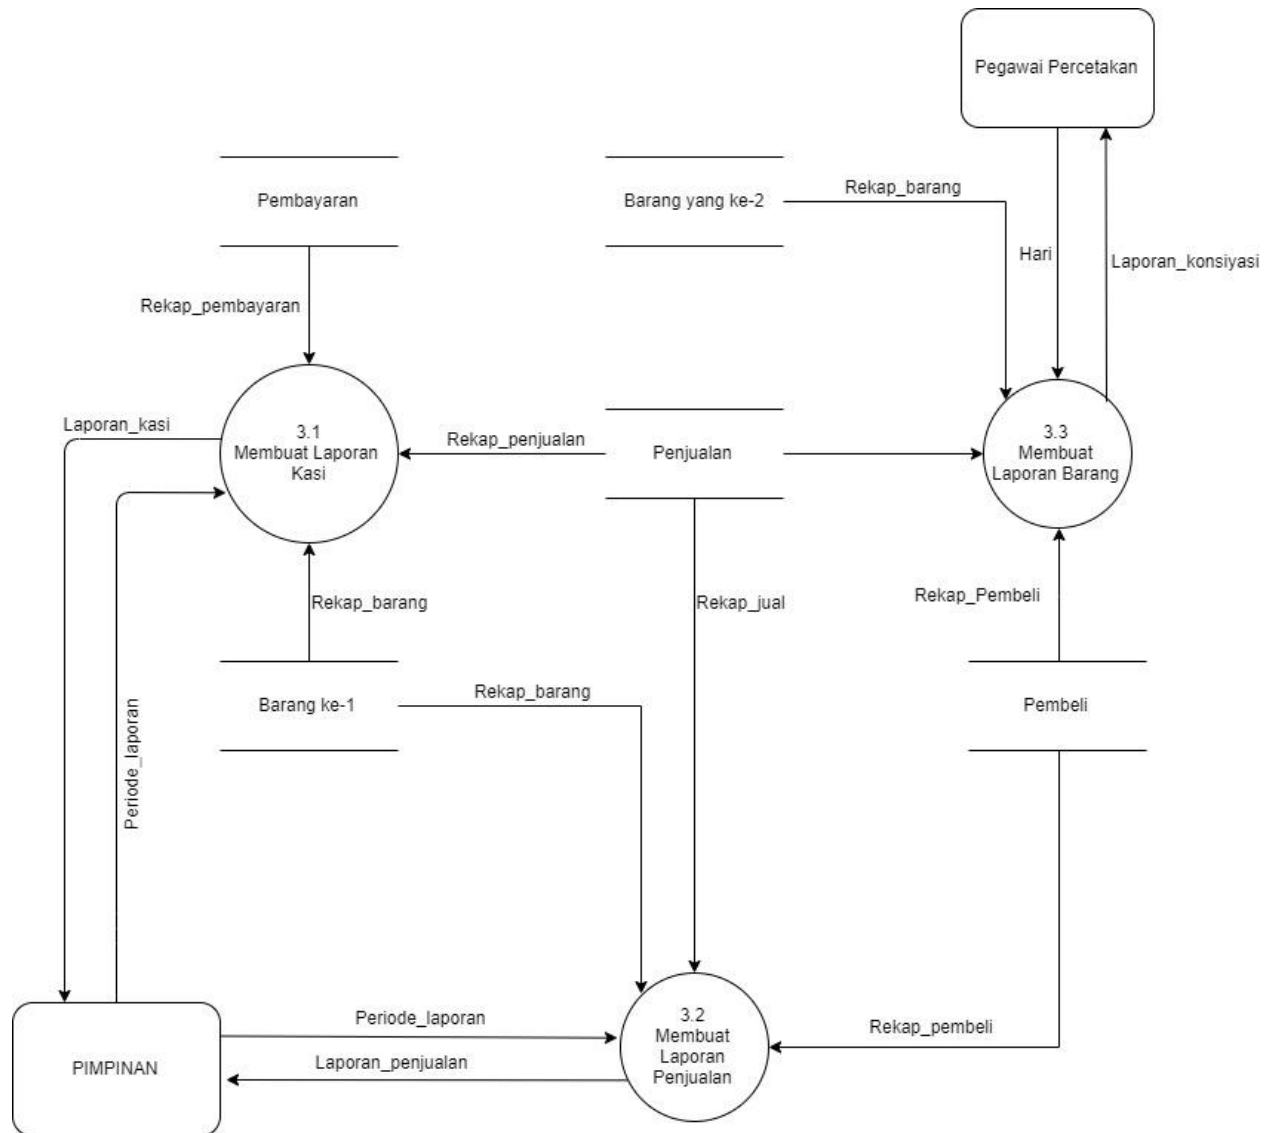 Pegawai Percetakan
Pembayaran
Barang yang ke-2
Rekap_barang
Hari
Laporan_konsiyasi
Rekap_pembayaran
Laporan_kasi
3.1
Membuat Laporan
Kasi
Rekap_penjualan
Penjualan
3.3
Membuat
Laporan Barang
Rekap_barang
Rekap_jual
Rekap_Pembeli
Barang ke-1
Rekap_barang
Pembeli
Periode_laporan
Periode_laporan
Laporan_penjualan
3.2
Membuat
Laporan
Penjualan
Rekap_pembeli
PIMPINAN